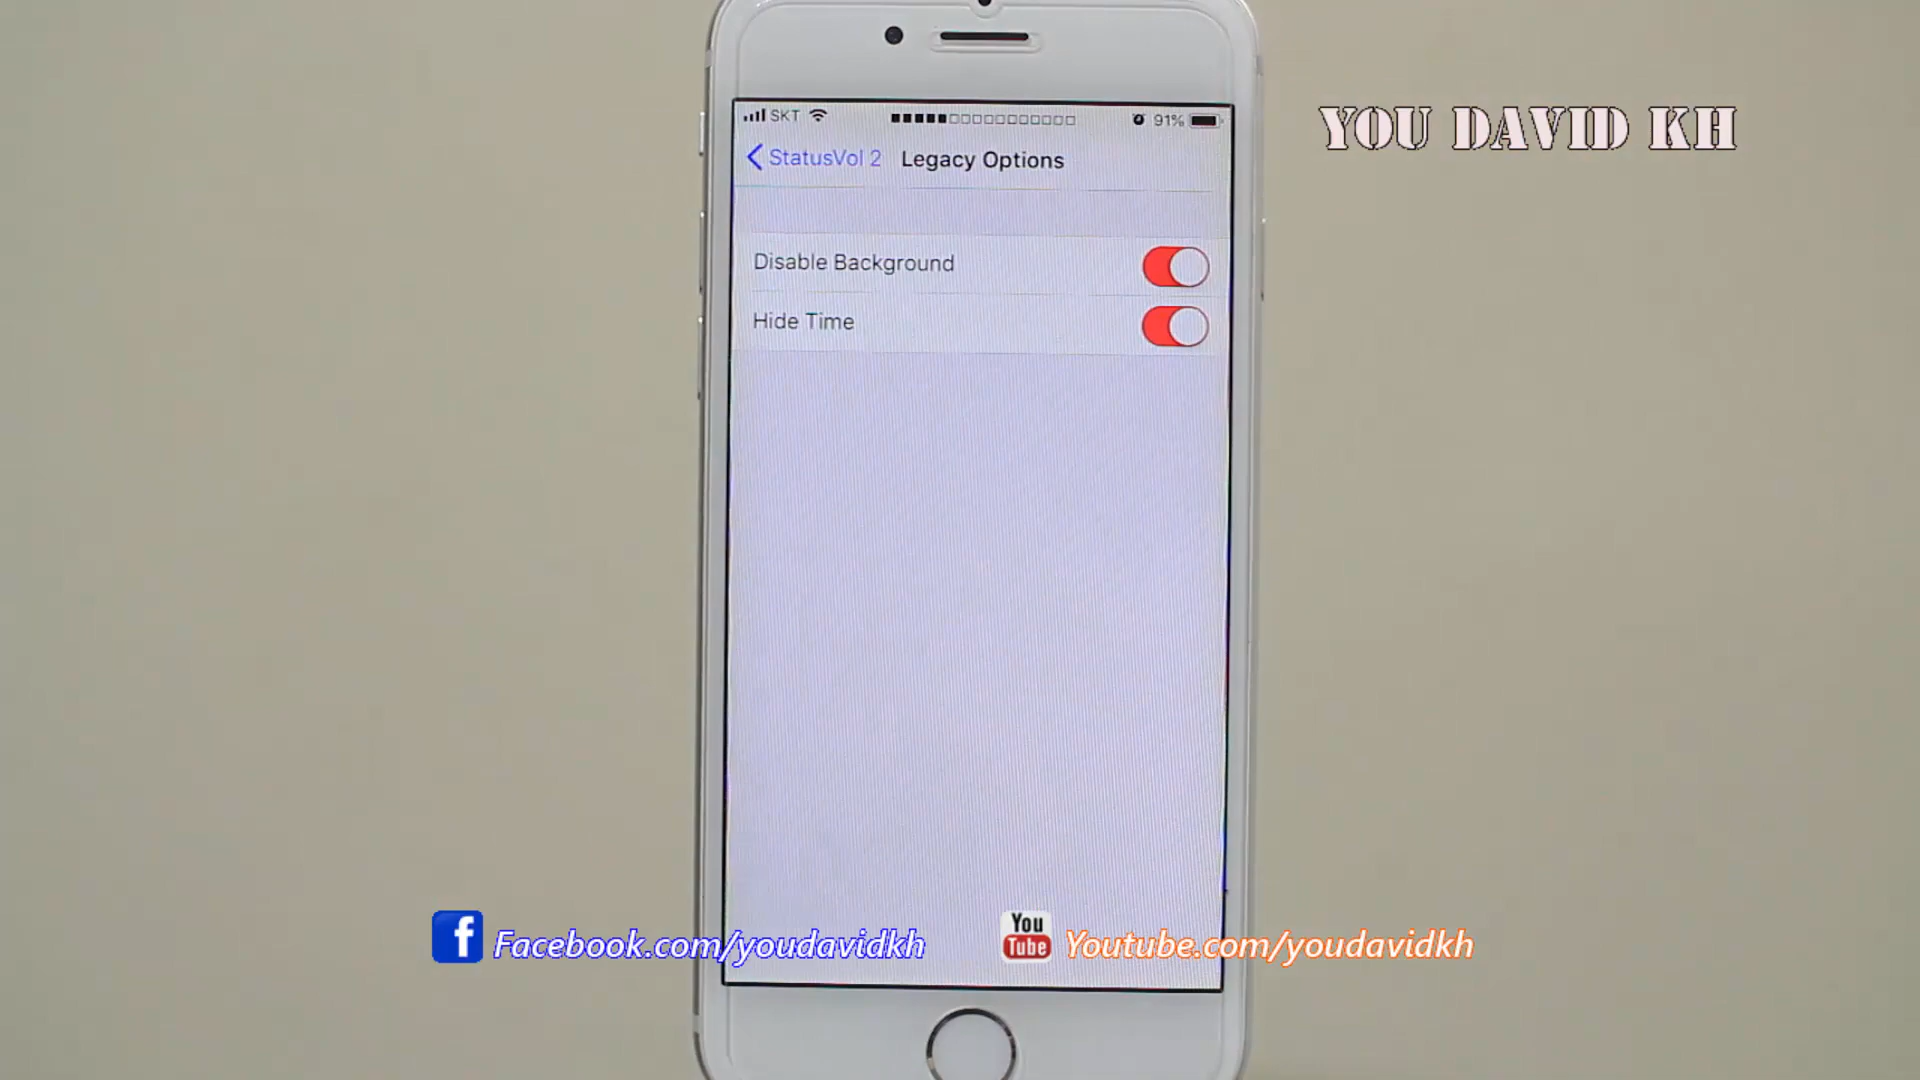 SKT
91%
YOU DAVID KH
StatusVol 2
Legacy Options
Disable Background
Hide Time
f
Facebook.com/youdavidkh
You
Tube
Youtube.com/youdavidkh